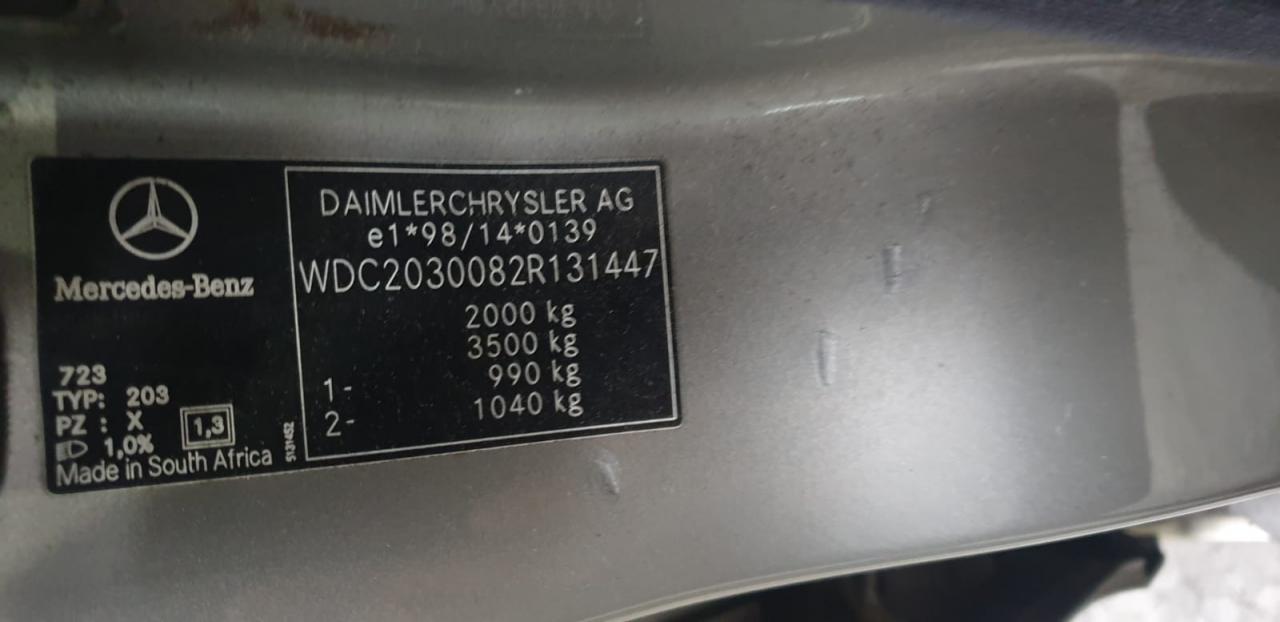 Mercedes-Benz
723
TYP: 203
PZ : X
1,3
1,0%
Made in South Africa
5131452
DAIMLERCHRYSLER AG
e1*98/14*0139
WDC2030082R131447
2000 kg
3500 kg
1- 990 kg
2- 1040 kg